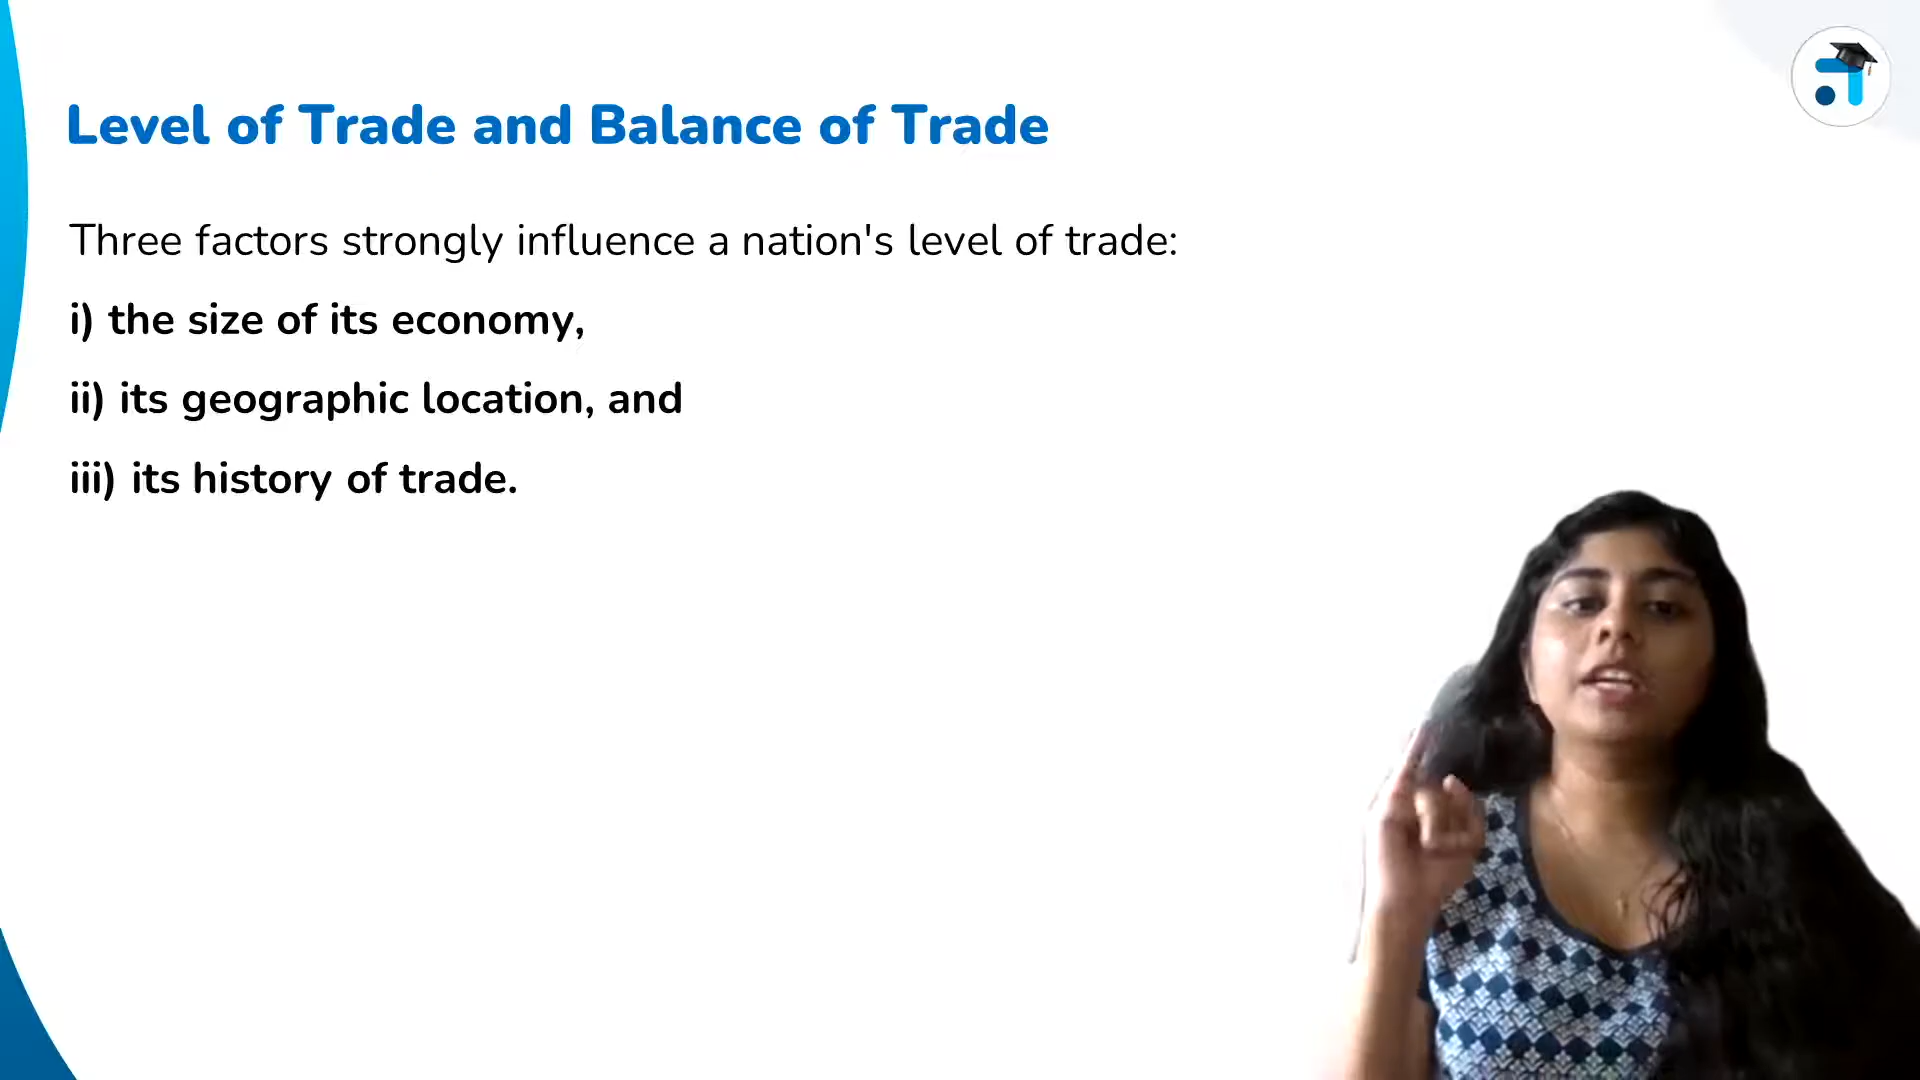 Level of Trade and Balance of Trade
Three factors strongly influence a nation's level of trade:
i) the size of its economy,
ii) its geographic location, and
iii) its history of trade.